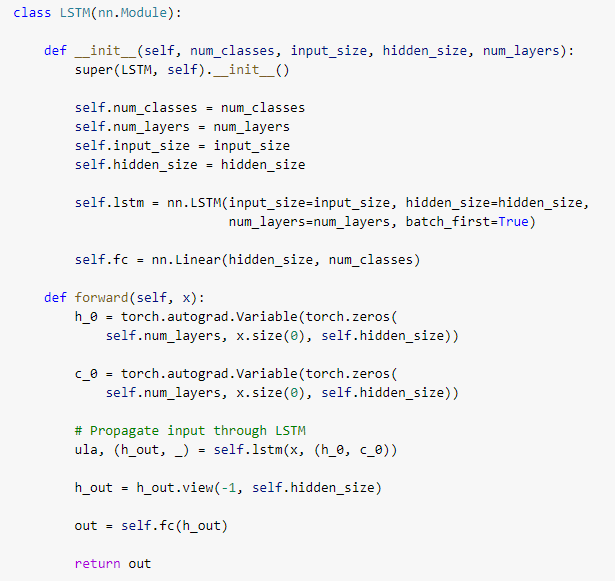 class LSTM(nn.Module):
    def __init__(self, num_classes, input_size, hidden_size, num_layers):
        super(LSTM, self).__init__()
        self.num_classes = num_classes
        self.num_layers = num_layers
        self.input_size = input_size
        self.hidden_size = hidden_size
        self.lstm = nn.LSTM(input_size=input_size, hidden_size=hidden_size,
                            num_layers=num_layers, batch_first=True)
        self.fc = nn.Linear(hidden_size, num_classes)
    def forward(self, x):
        h_0 = torch.autograd.Variable(torch.zeros(
            self.num_layers, x.size(0), self.hidden_size))
        c_0 = torch.autograd.Variable(torch.zeros(
            self.num_layers, x.size(0), self.hidden_size))
        # Propagate input through LSTM
        ula, (h_out, _) = self.lstm(x, (h_0, c_0))
        h_out = h_out.view(-1, self.hidden_size)
        out = self.fc(h_out)
        return out